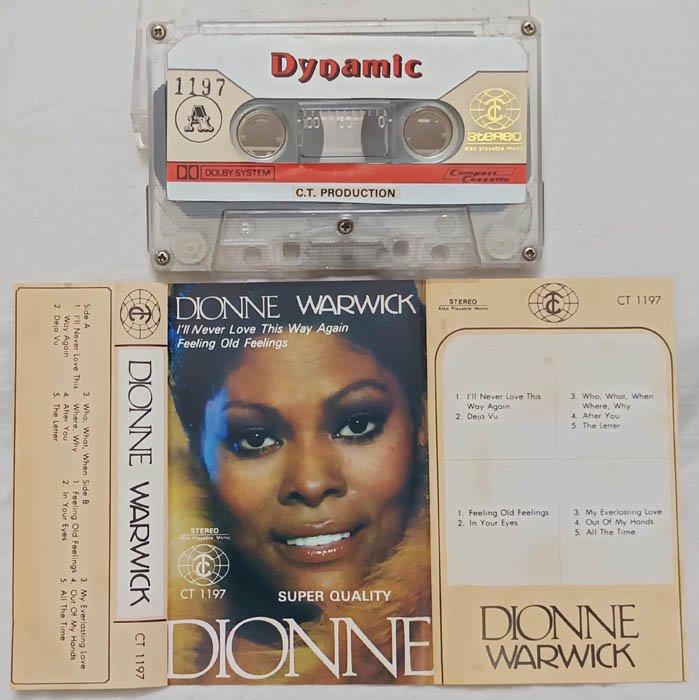 Dynamic
1197
A
CT
STEREO
also playable mono
DOLBY SYSTEM
Compact
Cassette
C.T. PRODUCTION
Side A
1. I'll Never Love This
Way Again
2. Deja Vu
3. Who, What, When
Where, Why
4. After You
5. The Letter
Side B
1. Feeling Old Feelings
2. In Your Eyes
3. My Everlasting Love
4. Out Of My Hands
5. All The Time
CT
DIONNE WARWICK
CT 1197
DIONNE WARWICK
I'll Never Love This Way Again
Feeling Old Feelings
STEREO
Also Playable Mono
CT
CT 1197
SUPER QUALITY
DIONNE
STEREO
Also Playable Mono
CT
CT 1197
1. I'll Never Love This
Way Again
2. Deja Vu
3. Who, What, When
Where, Why
4. After You
5. The Letter
1. Feeling Old Feelings
2. In Your Eyes
3. My Everlasting Love
4. Out Of My Hands
5. All The Time
DIONNE
WARWICK